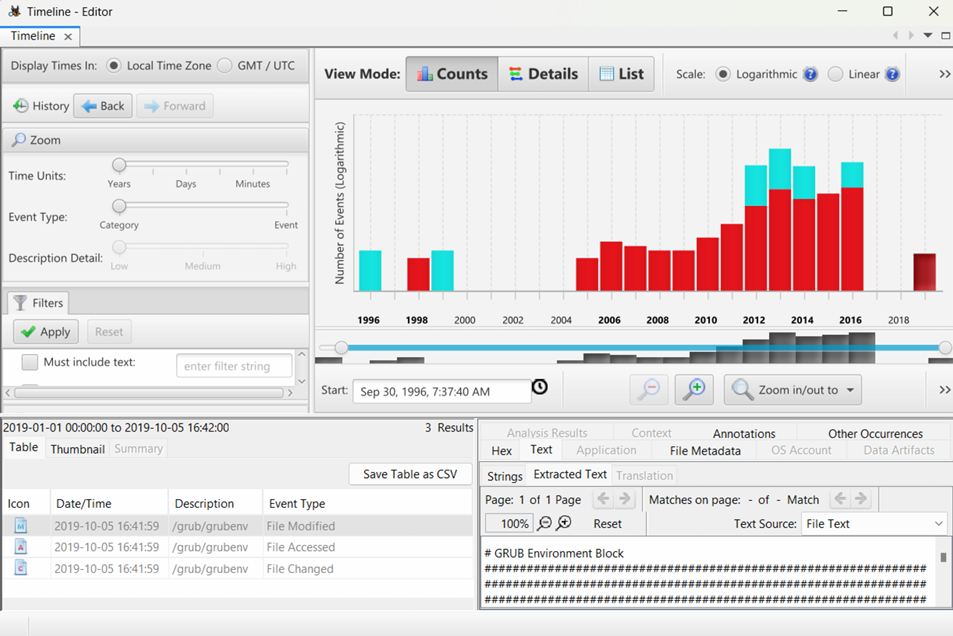 Timeline - Editor
Timeline
Display Times In: Local Time Zone GMT / UTC
History Back Forward
Zoom
Time Units:
Years Days Minutes
Event Type:
Category Event
Description Detail:
Low Medium High
Filters
Apply Reset
Must include text: enter filter string
View Mode: Counts Details List Scale: Logarithmic ? Linear ?
Number of Events (Logarithmic)
1996 1998 2000 2002 2004 2006 2008 2010 2012 2014 2016 2018
Start: Sep 30, 1996, 7:37:40 AM Zoom in/out to
2019-01-01 00:00:00 to 2019-10-05 16:42:00 3 Results
Table Thumbnail Summary
Save Table as CSV
Icon Date/Time Description Event Type
M 2019-10-05 16:41:59 /grub/grubenv File Modified
A 2019-10-05 16:41:59 /grub/grubenv File Accessed
C 2019-10-05 16:41:59 /grub/grubenv File Changed
Analysis Results Context Annotations Other Occurrences
Hex Text Application File Metadata OS Account Data Artifacts
Strings Extracted Text Translation
Page: 1 of 1 Page Matches on page: - of - Match
100% Reset Text Source: File Text
# GRUB Environment Block
###############################################################
###############################################################
###############################################################